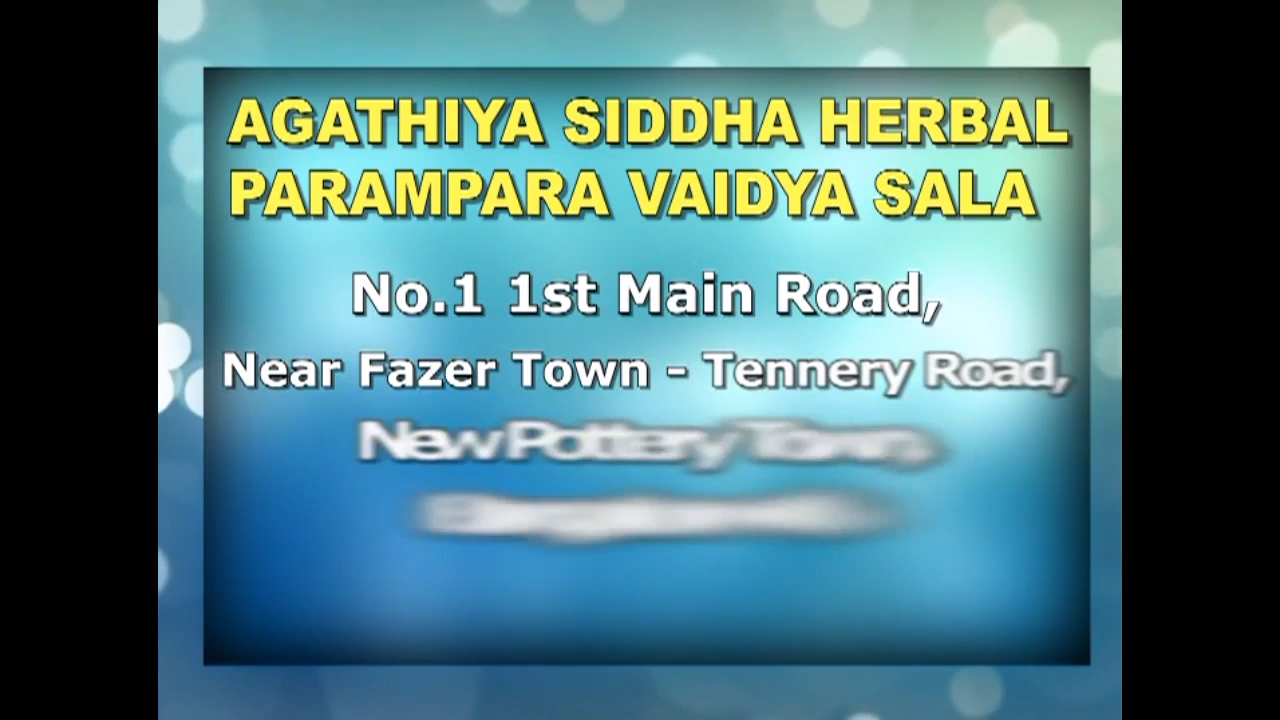 AGATHIYA SIDDHA HERBAL
PARAMPARA VAIDYA SALA
No.1 1st Main Road,
Near Fazer Town - Tennery Road,
New Pottery Town,